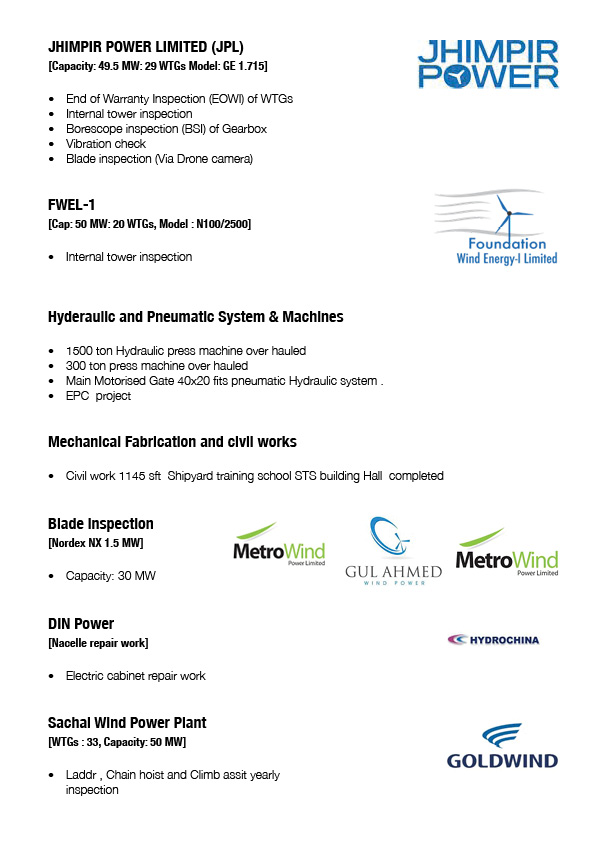 JHIMPIR POWER LIMITED (JPL)
[Capacity: 49.5 MW: 29 WTGs Model: GE 1.715]
JHIMPIR
POWER
• End of Warranty Inspection (EOWI) of WTGs
• Internal tower inspection
• Borescope inspection (BSI) of Gearbox
• Vibration check
• Blade inspection (Via Drone camera)
FWEL-1
[Cap: 50 MW: 20 WTGs, Model : N100/2500]
Foundation
Wind Energy-I Limited
• Internal tower inspection
Hyderaulic and Pneumatic System & Machines
• 1500 ton Hydraulic press machine over hauled
• 300 ton press machine over hauled
• Main Motorised Gate 40x20 fits pneumatic Hydraulic system .
• EPC project
Mechanical Fabrication and civil works
• Civil work 1145 sft Shipyard training school STS building Hall completed
Blade Inspection
[Nordex NX 1.5 MW]
• Capacity: 30 MW
MetroWind
Power Limited
GUL AHMED
WIND POWER
MetroWind
Power Limited
DIN Power
[Nacelle repair work]
HYDROCHINA
• Electric cabinet repair work
Sachal Wind Power Plant
[WTGs : 33, Capacity: 50 MW]
GOLDWIND
• Laddr , Chain hoist and Climb assit yearly
inspection